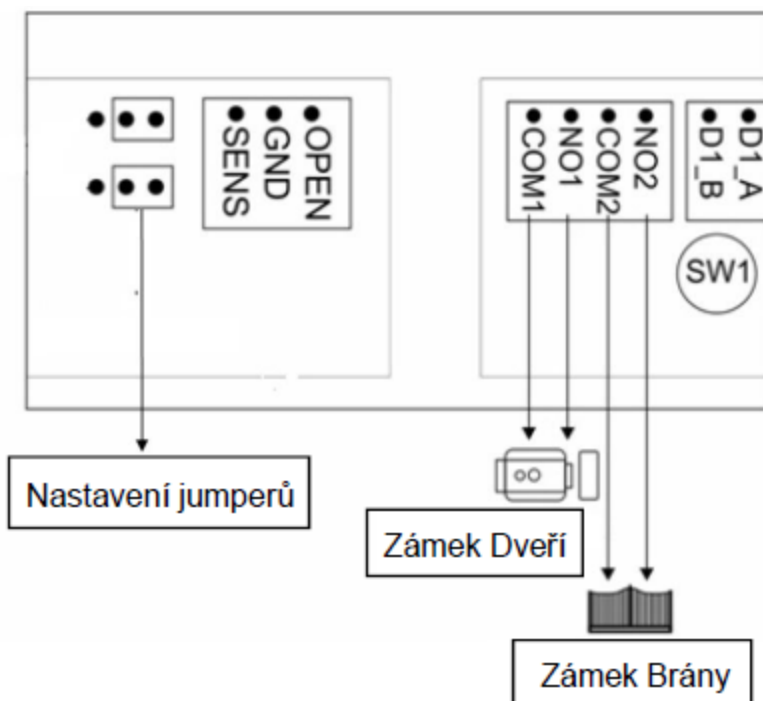 SENS
GND
OPEN
COM1
NO1
COM2
NO2
D1_B
D1_A
SW1
Nastavení jumperů
Zámek Dveří
Zámek Brány